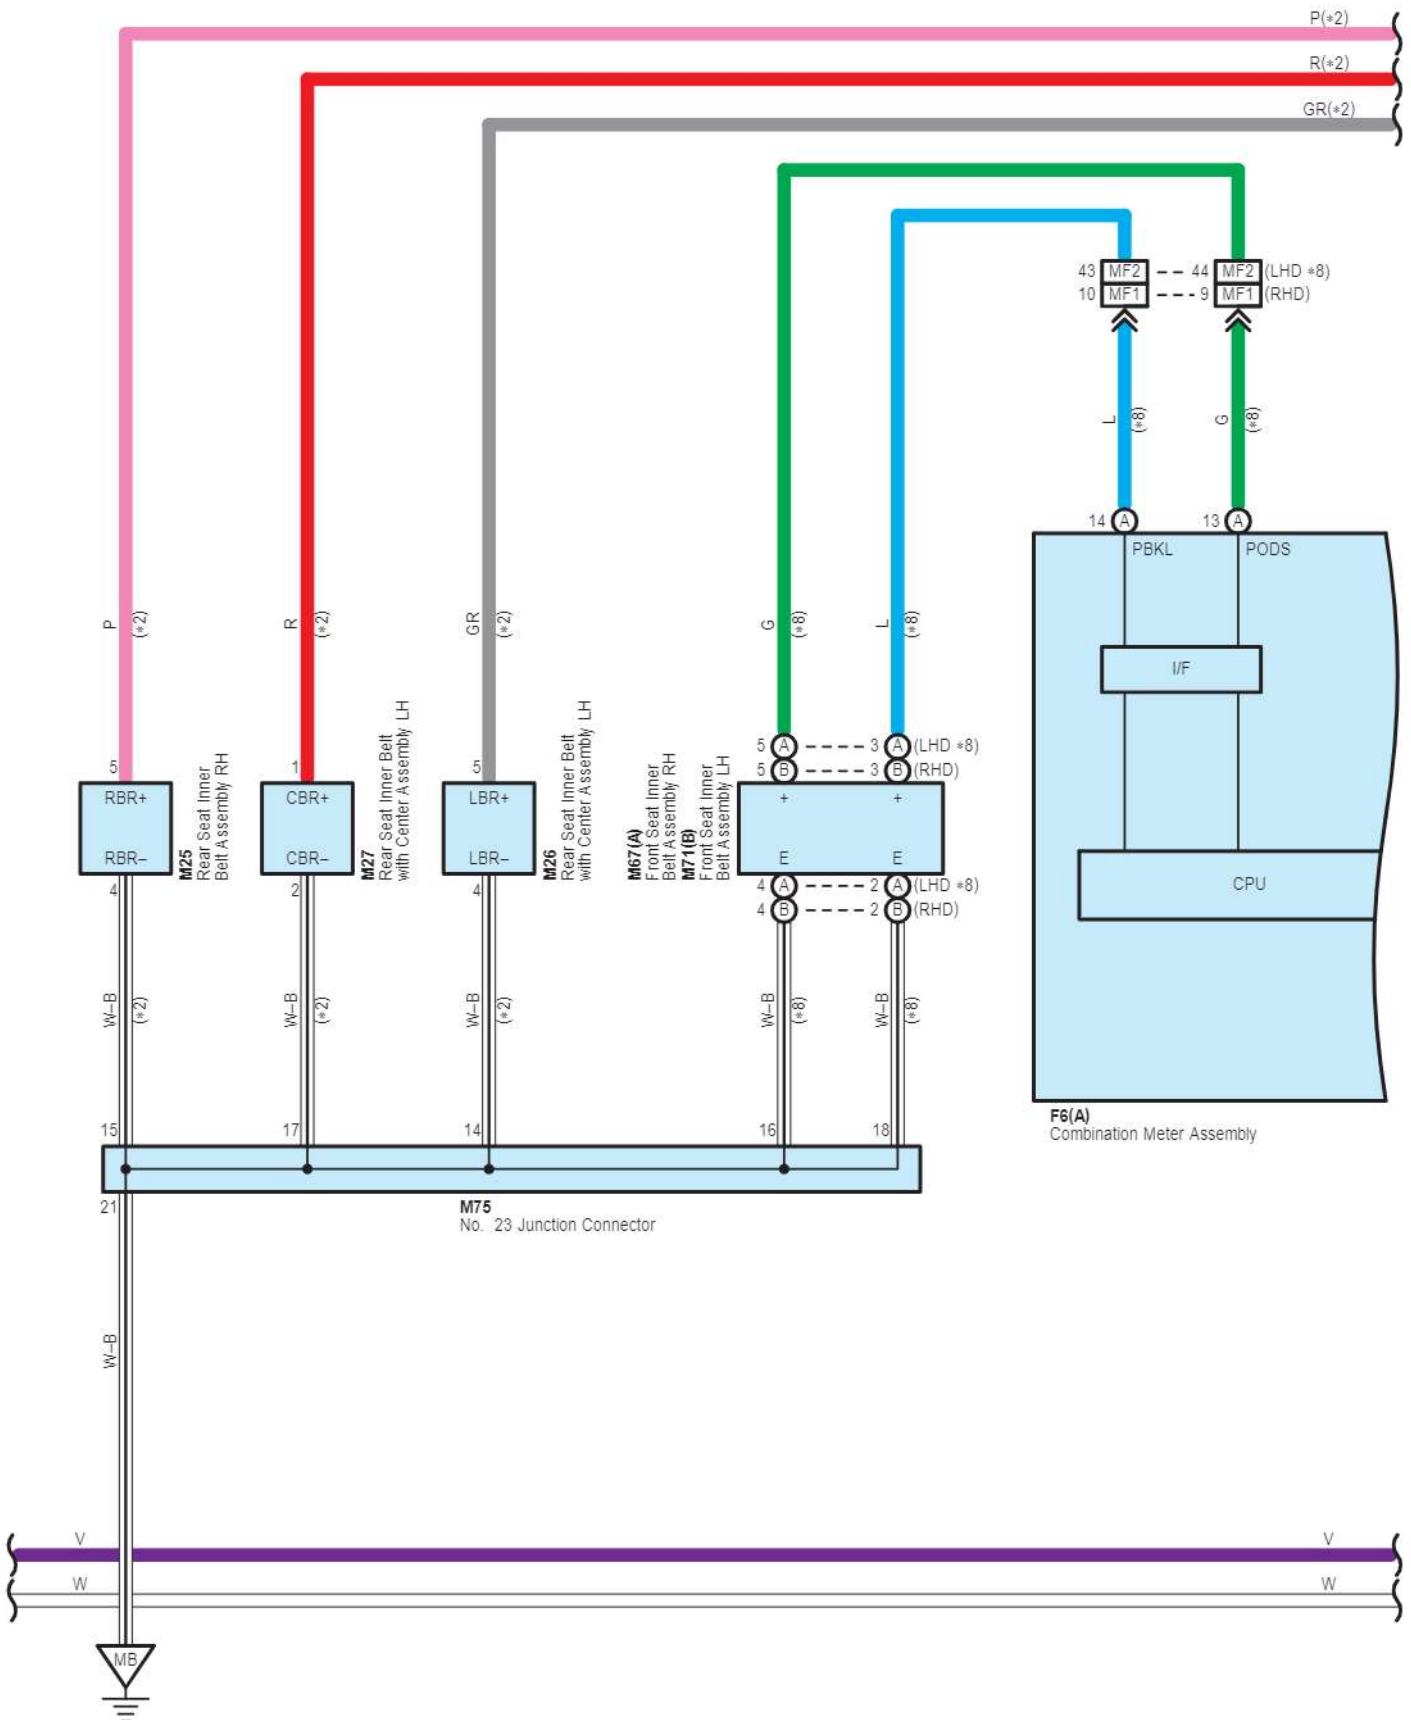 P(*2)
R(*2)
GR(*2)
43 MF2 44 MF2 (LHD *8)
10 MF1 9 MF1 (RHD)
L
(*8)
G
(*8)
14 A
13 A
PBKL
PODS
I/F
CPU
F6(A)
Combination Meter Assembly
P
(*2)
R
(*2)
GR
(*2)
G
(*8)
L
(*8)
5
RBR+
RBR–
4
M25
Rear Seat Inner
Belt Assembly RH
1
CBR+
CBR–
2
M27
Rear Seat Inner Belt
with Center Assembly LH
5
LBR+
LBR–
4
M26
Rear Seat Inner Belt
with Center Assembly LH
M67(A)
Front Seat Inner
Belt Assembly RH
M71(B)
Front Seat Inner
Belt Assembly LH
5 A 3 A (LHD *8)
5 B 3 B (RHD)
+ +
E E
4 A 2 A (LHD *8)
4 B 2 B (RHD)
W–B
(*2)
W–B
(*2)
W–B
(*2)
W–B
(*8)
W–B
(*8)
15
17
14
16
18
21
M75
No. 23 Junction Connector
W–B
V
V
W
W
MB